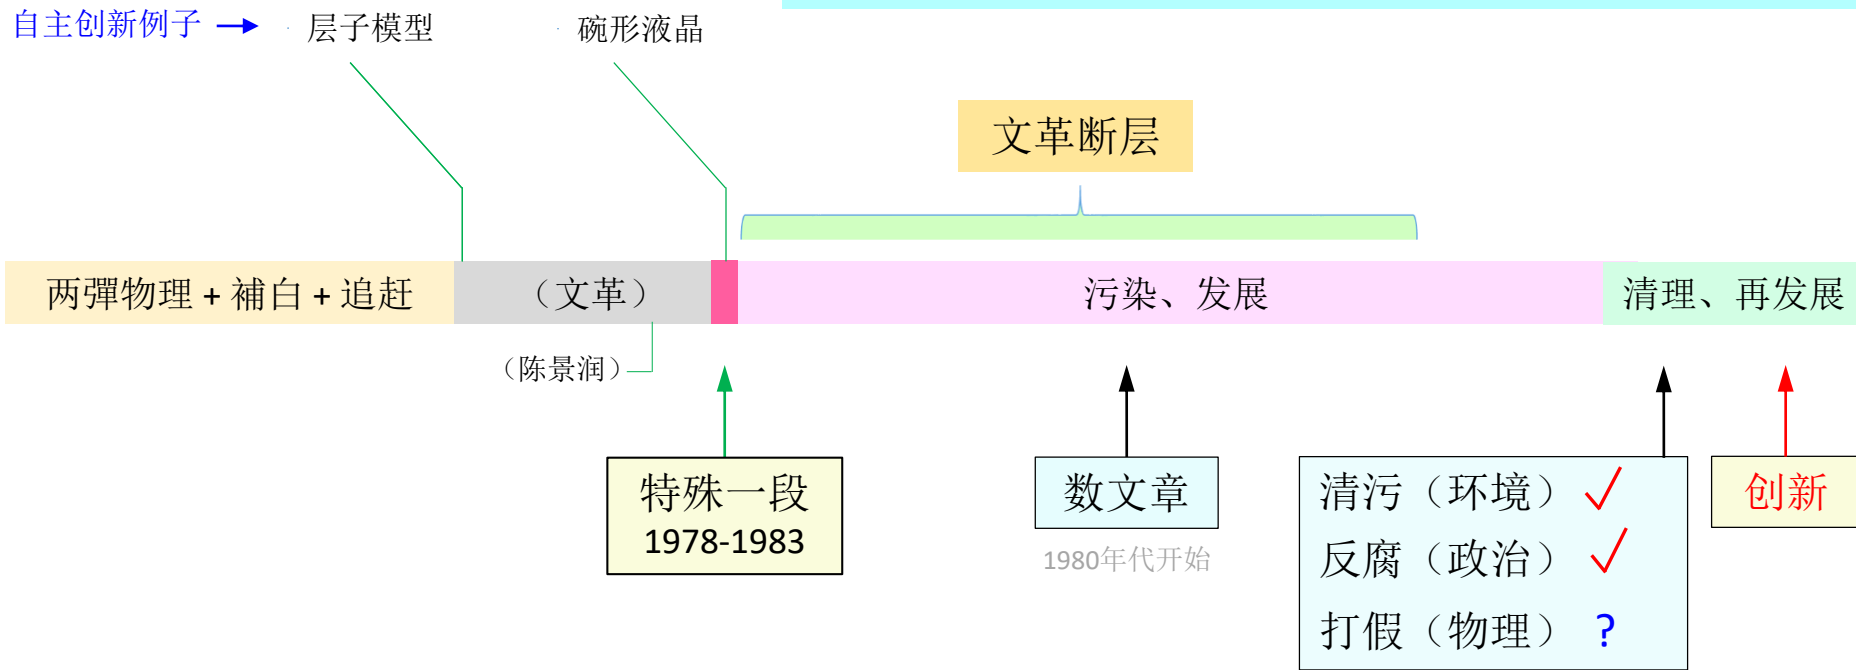 自主创新例子 → · 层子模型 · 碗形液晶
文革断层
两彈物理 + 補白 + 追赶 （文革） 污染、发展 清理、再发展
（陈景润）
特殊一段
1978-1983
数文章
1980年代开始
清污（环境） ✓
反腐（政治） ✓
打假（物理） ?
创新